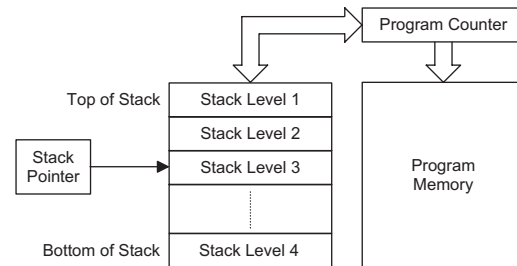 Program Counter
Top of Stack
Stack Level 1
Stack Level 2
Stack
Pointer
Stack Level 3
Program
Memory
Bottom of Stack
Stack Level 4